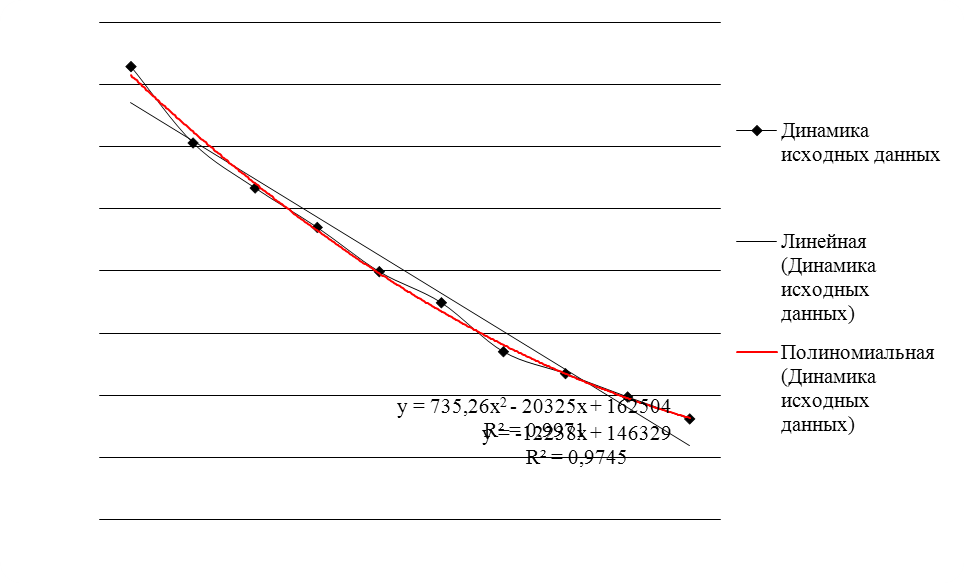 Динамика
исходных данных
Линейная
(Динамика
исходных
данных)
Полиномиальная
(Динамика
исходных
данных)
y = 735,26x² - 20325x + 162504
R² = 0,9971
y = -12238x + 146329
R² = 0,9745